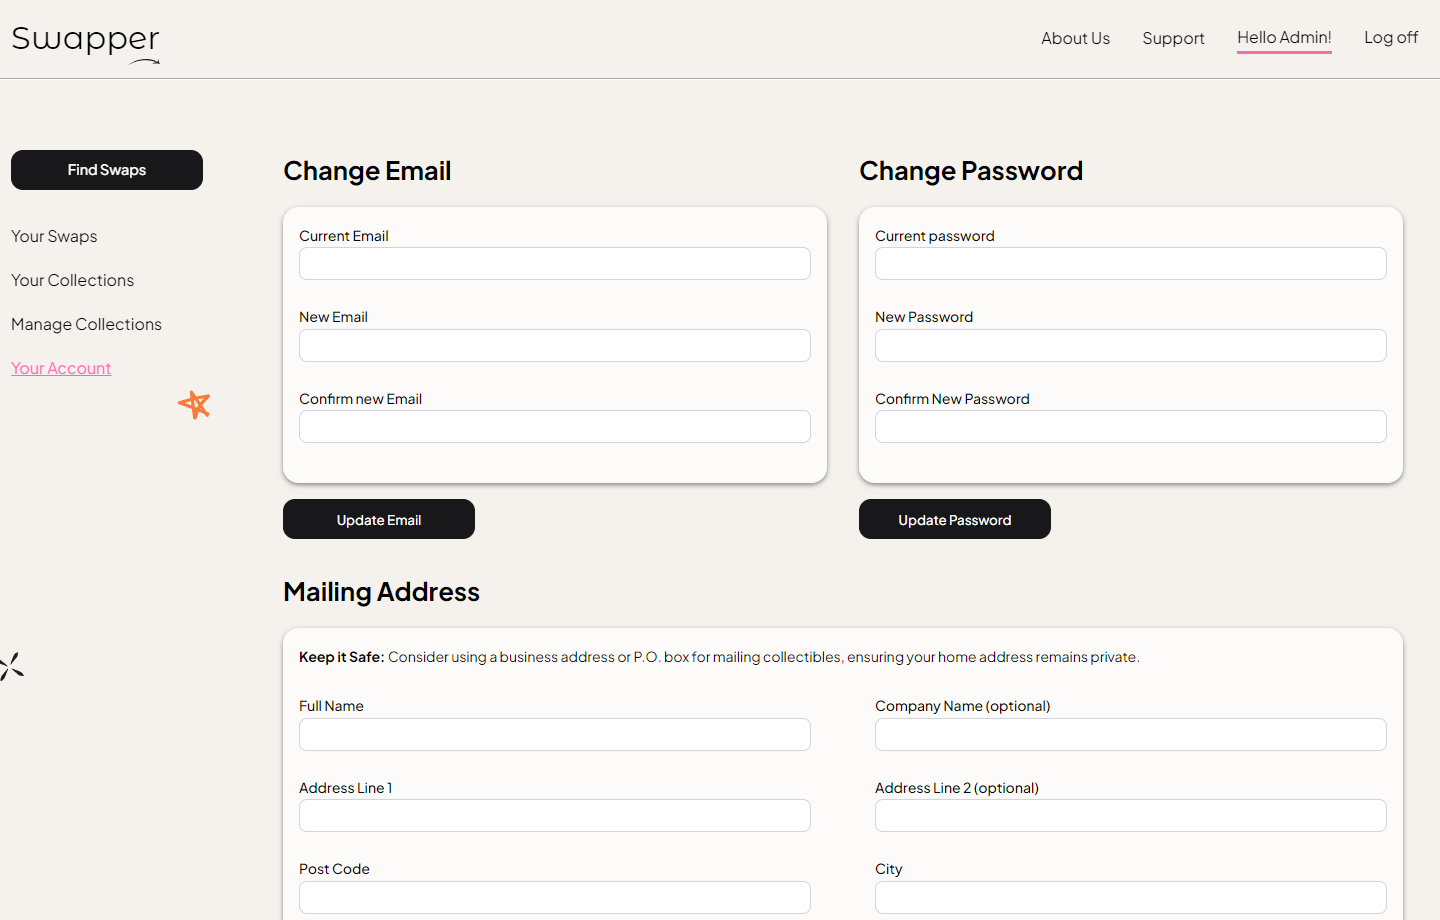 Swapper
About Us
Support
Hello Admin!
Log off
Find Swaps
Your Swaps
Your Collections
Manage Collections
Your Account
Change Email
Current Email
New Email
Confirm new Email
Update Email
Change Password
Current password
New Password
Confirm New Password
Update Password
Mailing Address
Keep it Safe: Consider using a business address or P.O. box for mailing collectibles, ensuring your home address remains private.
Full Name
Company Name (optional)
Address Line 1
Address Line 2 (optional)
Post Code
City